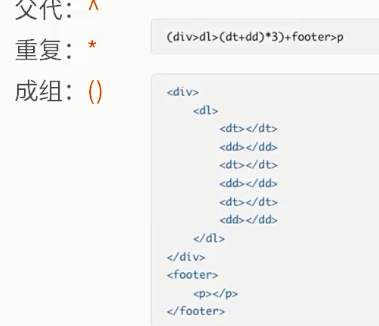 父代：^
重复：*
成组：()
(div>dl>(dt+dd)*3)+footer>p
<div>
    <dl>
        <dt></dt>
        <dd></dd>
        <dt></dt>
        <dd></dd>
        <dt></dt>
        <dd></dd>
    </dl>
</div>
<footer>
    <p></p>
</footer>